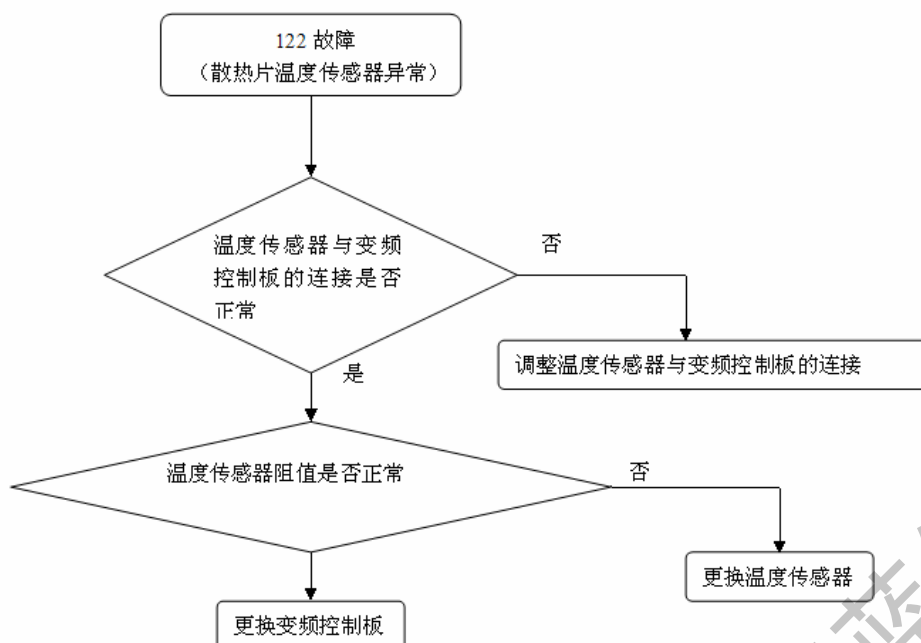 122 故障
（散热片温度传感器异常）
温度传感器与变频
控制板的连接是否
正常
否
调整温度传感器与变频控制板的连接
是
温度传感器阻值是否正常
否
更换温度传感器
更换变频控制板
蓝